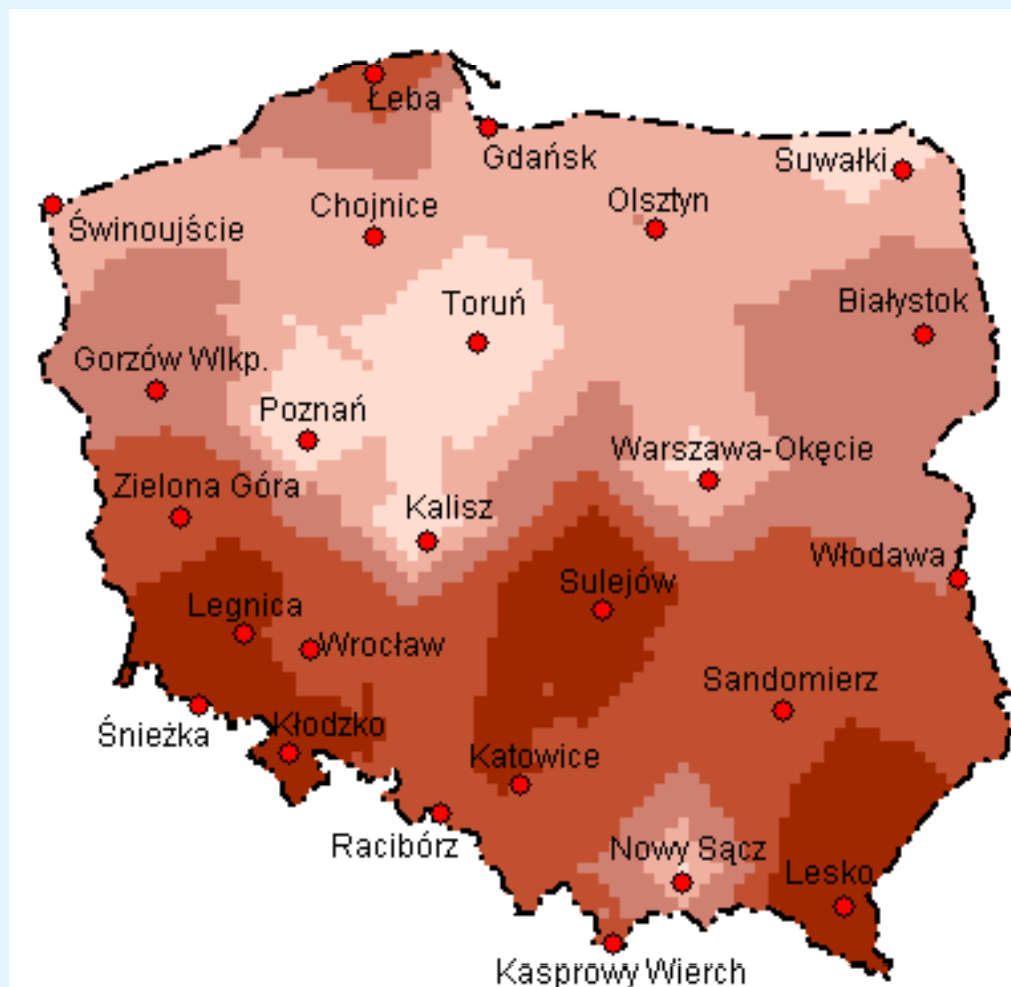 Łeba
Gdańsk
Suwałki
Chojnice
Olsztyn
Świnoujście
Toruń
Białystok
Gorzów Wlkp.
Poznań
Warszawa-Okęcie
Zielona Góra
Kalisz
Włodawa
Sulejów
Legnica
Wrocław
Sandomierz
Śnieżka
Kłodzko
Katowice
Racibórz
Nowy Sącz
Lesko
Kasprowy Wierch